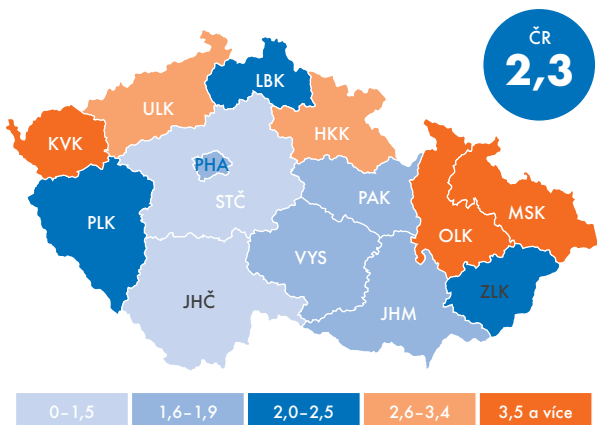 ČR
2,3
LBK
ULK
HKK
KVK
PHA
STČ
PAK
PLK
MSK
OLK
VYS
ZLK
JHČ
JHM
0–1,5
1,6–1,9
2,0–2,5
2,6–3,4
3,5 a více